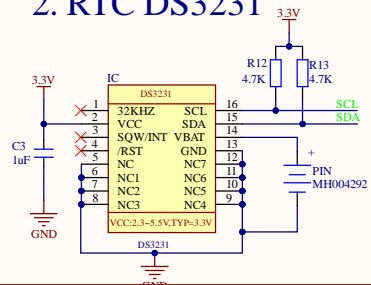 2. RTC DS3231
3.3V
R12
4.7K
R13
4.7K
3.3V
IC
DS3231
1 32KHZ SCL 16 SCL
2 VCC SDA 15 SDA
3 SQW/INT VBAT 14
4 /RST GND 13
5 NC NC7 12
6 NC1 NC6 11
7 NC2 NC5 10
8 NC3 NC4 9
C3
1uF
+
PIN
MH004292
GND
VCC:2.3~5.5V,TYP=3.3V
DS3231
GND